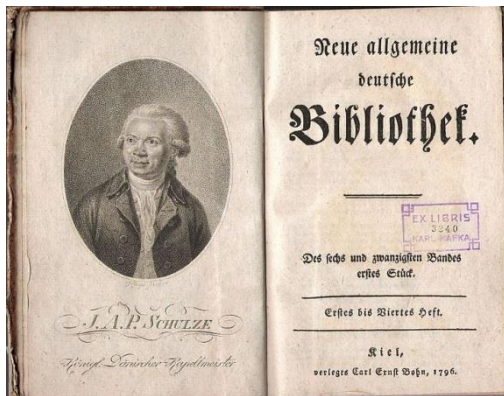 J. A. P. SCHULZE
Königl. Dänischer Kapellmeister
Neue allgemeine
deutsche
Bibliothek.
EX LIBRIS
3240
KARL KAFKA
Des sechs und zwanzigsten Bandes
erstes Stück.
Erstes bis Viertes Heft.
Kiel,
verlegts Carl Ernst Bohn, 1796.